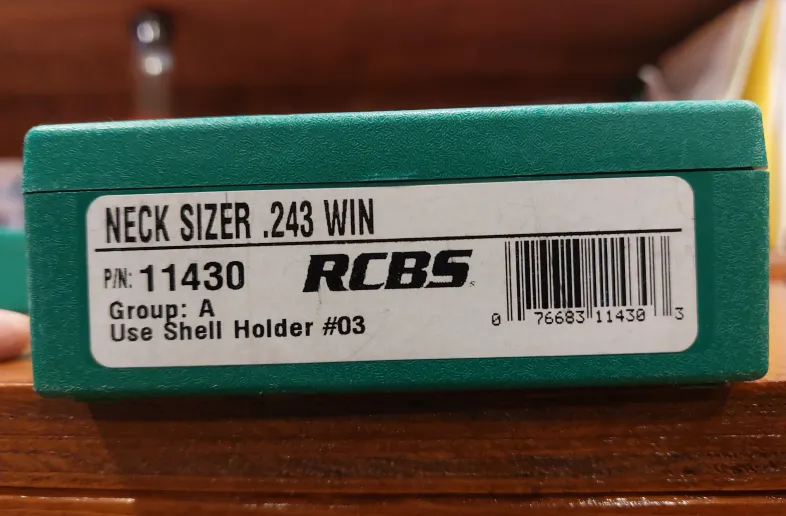 NECK SIZER .243 WIN
P/N: 11430
RCBS
Group: A
Use Shell Holder #03
0 76683 11430 3